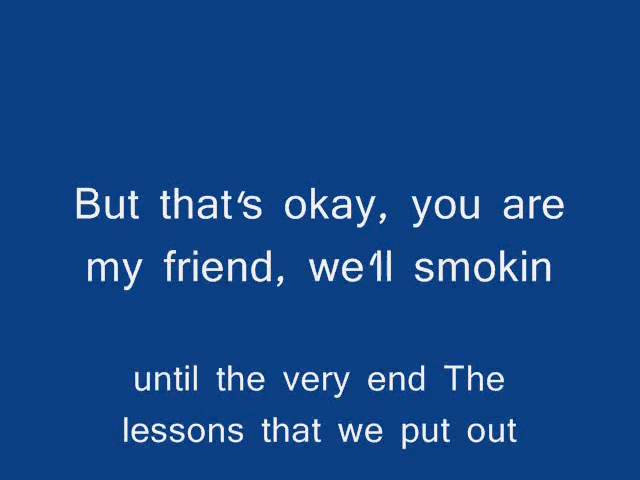 But that's okay, you are
my friend, we'll smokin
until the very end The
lessons that we put out